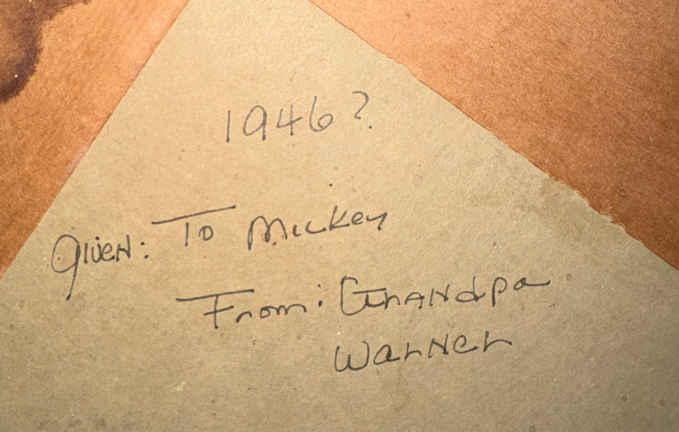 1946?
Given: To Mickey
From: Grandpa
Warner